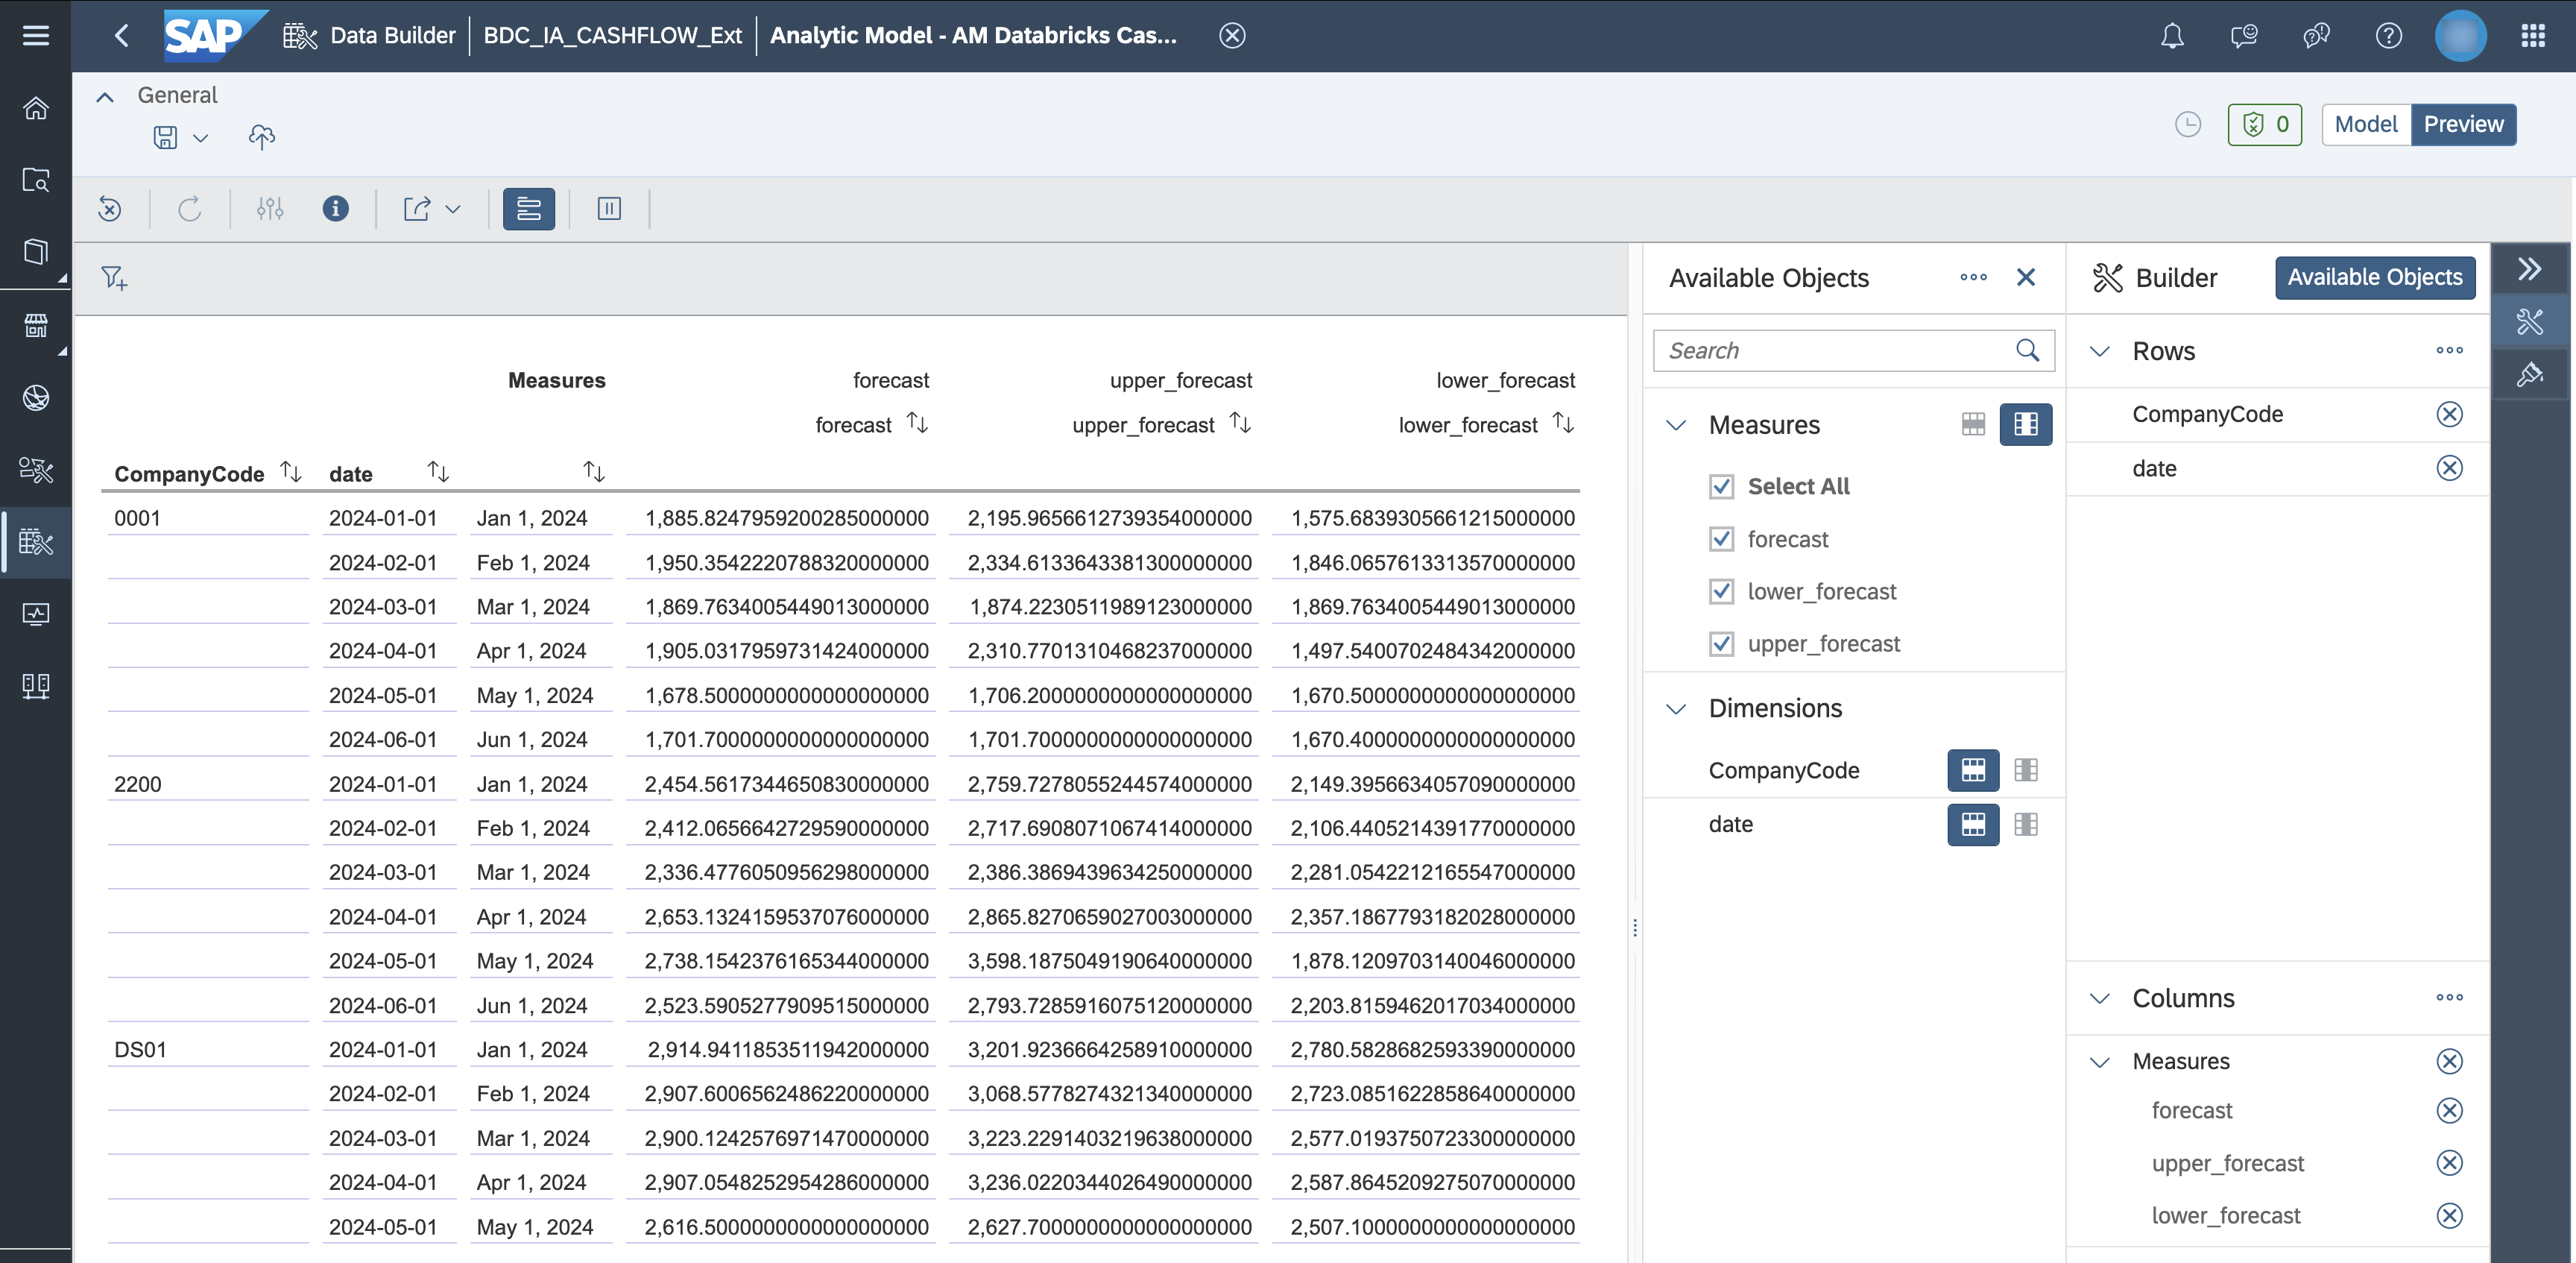 SAP Data Builder BDC_IA_CASHFLOW_Ext Analytic Model - AM Databricks Cas...
General
0 Model Preview
Available Objects
Builder Available Objects
Search
Rows
Measures forecast upper_forecast lower_forecast
forecast upper_forecast lower_forecast
CompanyCode date
0001 2024-01-01 Jan 1, 2024 1,885.8247959200285000000 2,195.9656612739354000000 1,575.6839305661215000000
2024-02-01 Feb 1, 2024 1,950.3542220788320000000 2,334.6133643381300000000 1,846.0657613313570000000
2024-03-01 Mar 1, 2024 1,869.7634005449013000000 1,874.2230511989123000000 1,869.7634005449013000000
2024-04-01 Apr 1, 2024 1,905.0317959731424000000 2,310.7701310468237000000 1,497.5400702484342000000
2024-05-01 May 1, 2024 1,678.5000000000000000000 1,706.2000000000000000000 1,670.5000000000000000000
2024-06-01 Jun 1, 2024 1,701.7000000000000000000 1,701.7000000000000000000 1,670.4000000000000000000
2200 2024-01-01 Jan 1, 2024 2,454.5617344650830000000 2,759.7278055244574000000 2,149.3956634057090000000
2024-02-01 Feb 1, 2024 2,412.0656642729590000000 2,717.6908071067414000000 2,106.4405214391770000000
2024-03-01 Mar 1, 2024 2,336.4776050956298000000 2,386.3869439634250000000 2,281.0542212165547000000
2024-04-01 Apr 1, 2024 2,653.1324159537076000000 2,865.8270659027003000000 2,357.1867793182028000000
2024-05-01 May 1, 2024 2,738.1542376165344000000 3,598.1875049190640000000 1,878.1209703140046000000
2024-06-01 Jun 1, 2024 2,523.5905277909515000000 2,793.7285916075120000000 2,203.8159462017034000000
DS01 2024-01-01 Jan 1, 2024 2,914.9411853511942000000 3,201.9236664258910000000 2,780.5828682593390000000
2024-02-01 Feb 1, 2024 2,907.6006562486220000000 3,068.5778274321340000000 2,723.0851622858640000000
2024-03-01 Mar 1, 2024 2,900.1242576971470000000 3,223.2291403219638000000 2,577.0193750723300000000
2024-04-01 Apr 1, 2024 2,907.0548252954286000000 3,236.0220344026490000000 2,587.8645209275070000000
2024-05-01 May 1, 2024 2,616.5000000000000000000 2,627.7000000000000000000 2,507.1000000000000000000
Measures
Select All
forecast
lower_forecast
upper_forecast
Dimensions
CompanyCode
date
CompanyCode
date
Columns
Measures
forecast
upper_forecast
lower_forecast